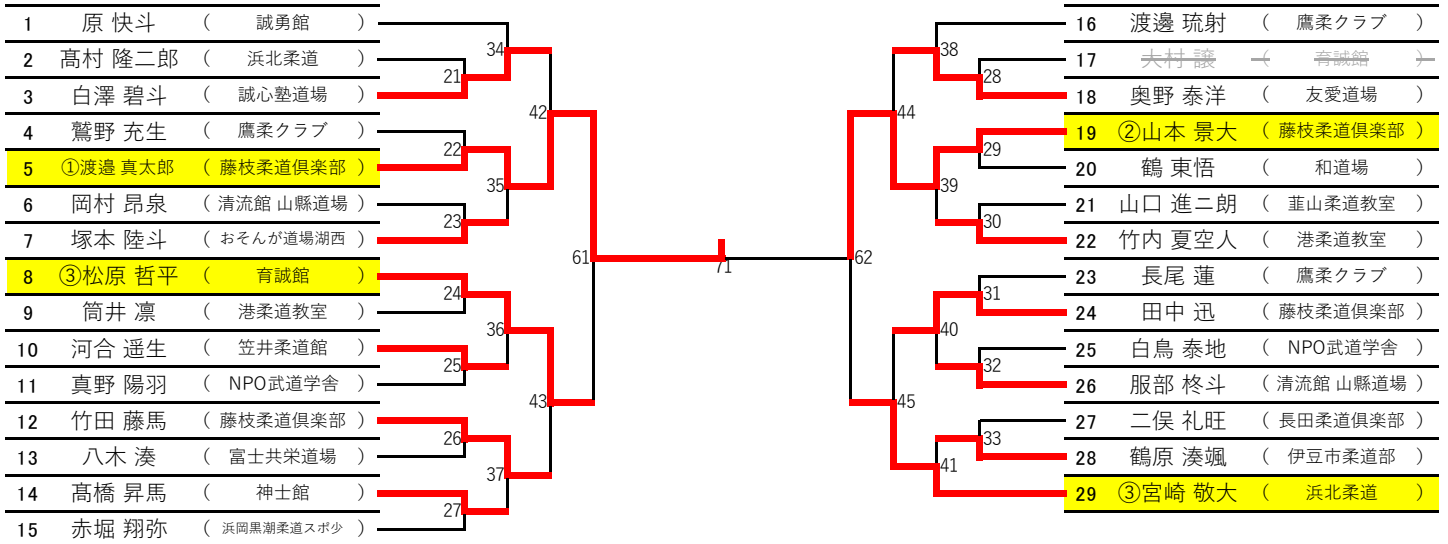 1 原 快斗 ( 誠勇館 )
2 髙村 隆二郎 ( 浜北柔道 )
3 白澤 碧斗 ( 誠心塾道場 )
4 鷲野 充生 ( 鷹柔クラブ )
5 ①渡邉 真太郎 ( 藤枝柔道倶楽部 )
6 岡村 昂泉 ( 清流館 山縣道場 )
7 塚本 陸斗 ( おそんが道場湖西 )
8 ③松原 哲平 ( 育誠館 )
9 筒井 凛 ( 港柔道教室 )
10 河合 遥生 ( 笠井柔道館 )
11 真野 陽羽 ( NPO武道学舎 )
12 竹田 藤馬 ( 藤枝柔道倶楽部 )
13 八木 湊 ( 富士共栄道場 )
14 髙橋 昇馬 ( 神士館 )
15 赤堀 翔弥 ( 浜岡黒潮柔道スポ少 )
21
22
23
24
25
26
27
34
35
36
37
42
43
61
71
62
44
45
38
39
40
41
28
29
30
31
32
33
16 渡邊 琉射 ( 鷹柔クラブ )
17 大村 譲 ( 育誠館 )
18 奥野 泰洋 ( 友愛道場 )
19 ②山本 景大 ( 藤枝柔道倶楽部 )
20 鶴 東悟 ( 和道場 )
21 山口 進二朗 ( 韮山柔道教室 )
22 竹内 夏空人 ( 港柔道教室 )
23 長尾 蓮 ( 鷹柔クラブ )
24 田中 迅 ( 藤枝柔道倶楽部 )
25 白鳥 泰地 ( NPO武道学舎 )
26 服部 柊斗 ( 清流館 山縣道場 )
27 二俣 礼旺 ( 長田柔道倶楽部 )
28 鶴原 湊颯 ( 伊豆市柔道部 )
29 ③宮崎 敬大 ( 浜北柔道 )